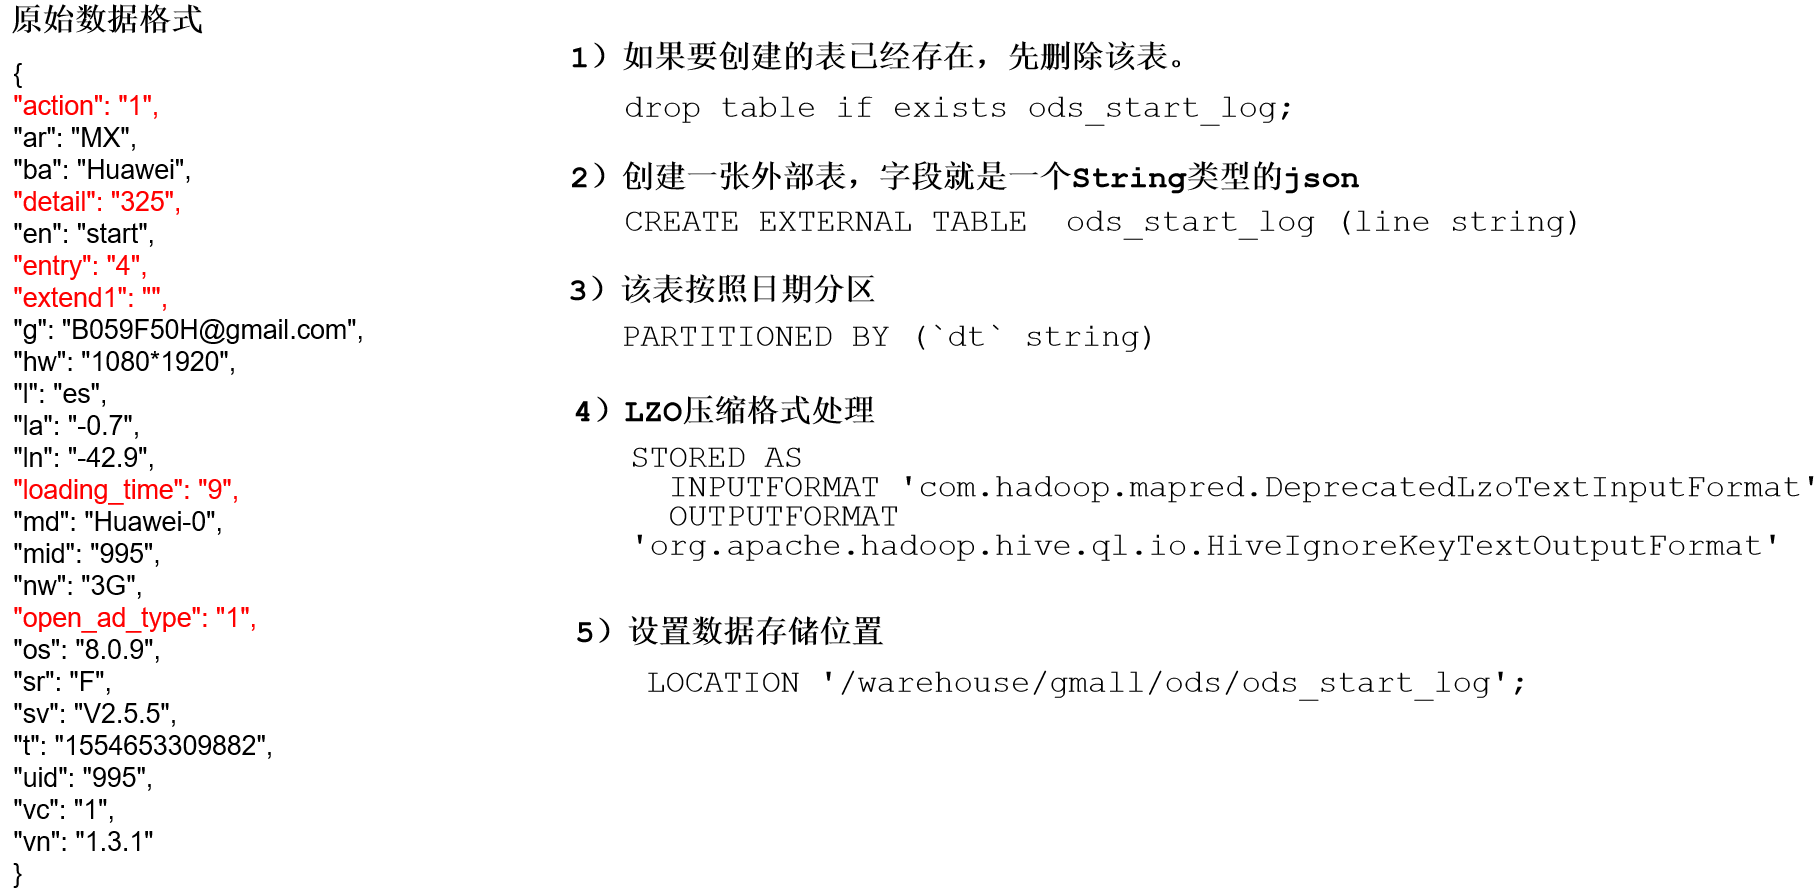 原始数据格式
{
"action": "1",
"ar": "MX",
"ba": "Huawei",
"detail": "325",
"en": "start",
"entry": "4",
"extend1": "",
"g": "B059F50H@gmail.com",
"hw": "1080*1920",
"l": "es",
"la": "-0.7",
"ln": "-42.9",
"loading_time": "9",
"md": "Huawei-0",
"mid": "995",
"nw": "3G",
"open_ad_type": "1",
"os": "8.0.9",
"sr": "F",
"sv": "V2.5.5",
"t": "1554653309882",
"uid": "995",
"vc": "1",
"vn": "1.3.1"
}
1）如果要创建的表已经存在，先删除该表。
drop table if exists ods_start_log;
2）创建一张外部表，字段就是一个String类型的json
CREATE EXTERNAL TABLE  ods_start_log (line string)
3）该表按照日期分区
PARTITIONED BY (`dt` string)
4）LZO压缩格式处理
STORED AS
INPUTFORMAT 'com.hadoop.mapred.DeprecatedLzoTextInputFormat'
OUTPUTFORMAT
'org.apache.hadoop.hive.ql.io.HiveIgnoreKeyTextOutputFormat'
5）设置数据存储位置
LOCATION '/warehouse/gmall/ods/ods_start_log';